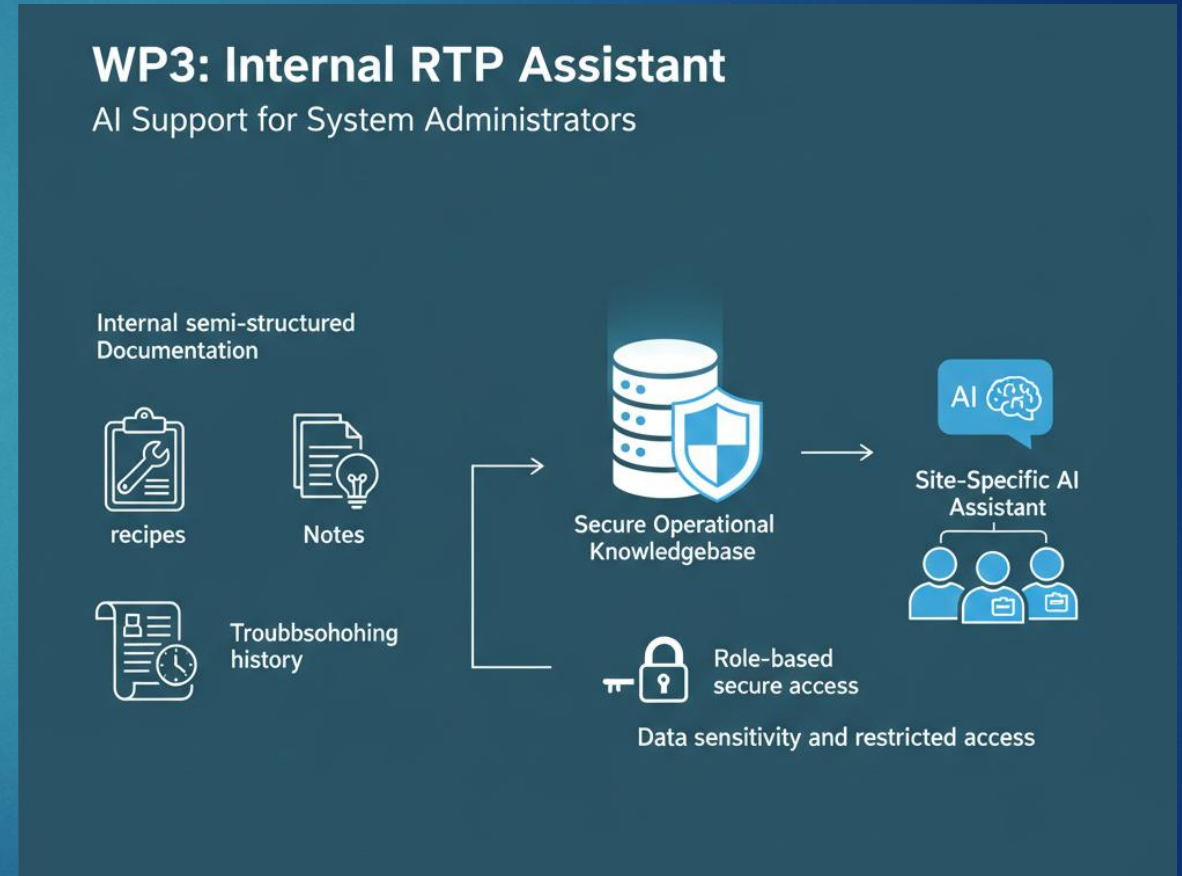 WP3: Internal RTP Assistant
AI Support for System Administrators
Internal semi-structured
Documentation
recipes
Notes
Troubbsohohing
history
Secure Operational
Knowledgebase
AI
Site-Specific AI
Assistant
Role-based
secure access
Data sensitivity and restricted access